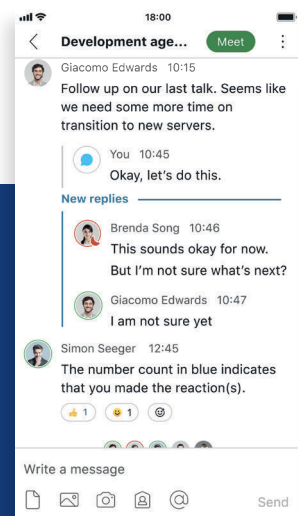 18:00
Development age... Meet
Giacomo Edwards 10:15
Follow up on our last talk. Seems like
we need some more time on
transition to new servers.
You 10:45
Okay, let's do this.
New replies
Brenda Song 10:46
This sounds okay for now.
But I'm not sure what's next?
Giacomo Edwards 10:47
I am not sure yet
Simon Seeger 12:45
The number count in blue indicates
that you made the reaction(s).
👍 1 😀 1
Write a message
Send